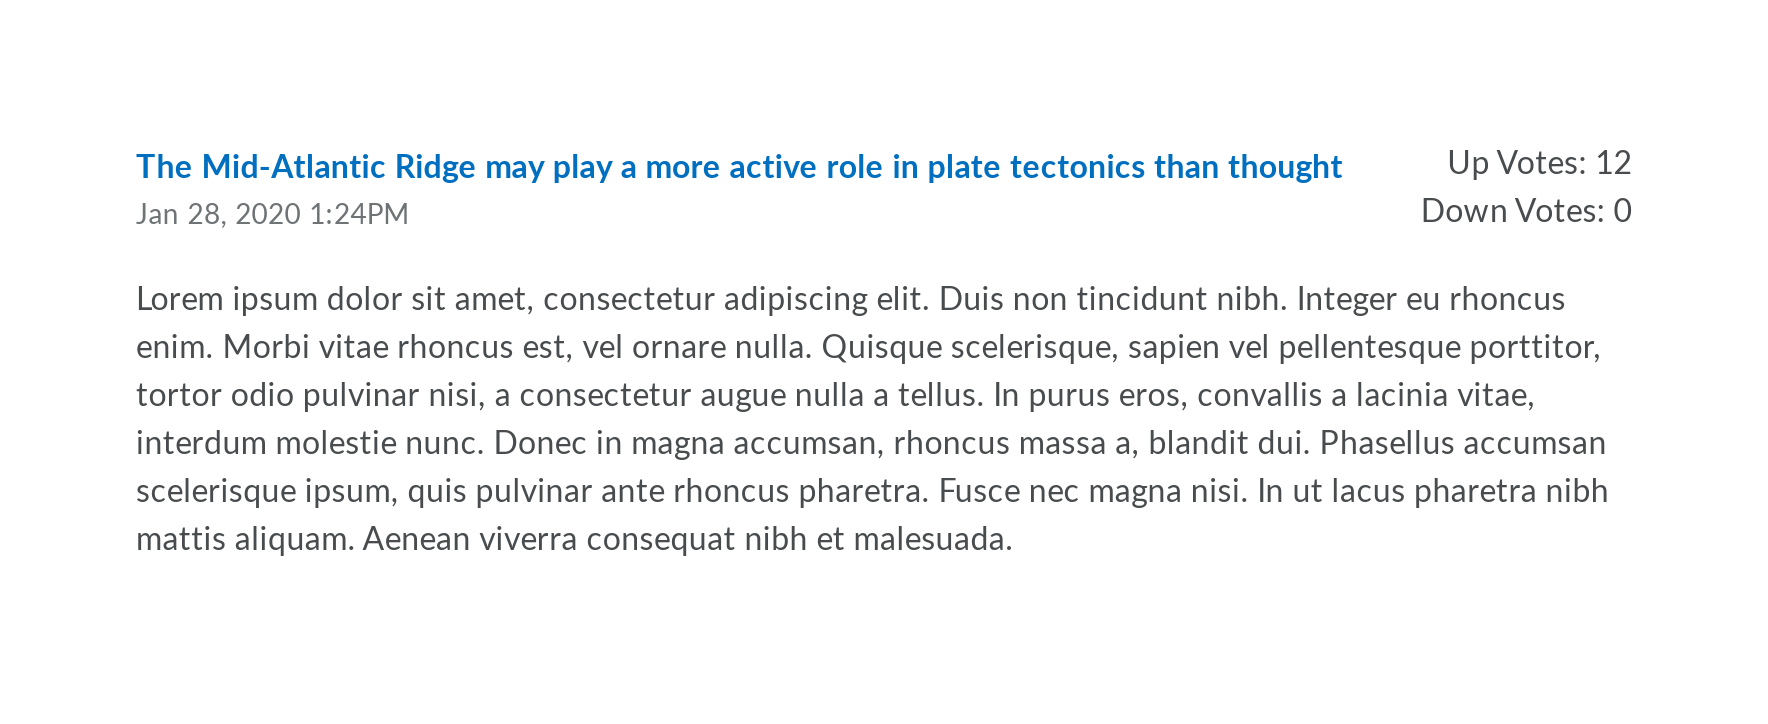 The Mid-Atlantic Ridge may play a more active role in plate tectonics than thought
Jan 28, 2020 1:24PM
Up Votes: 12
Down Votes: 0
Lorem ipsum dolor sit amet, consectetur adipiscing elit. Duis non tincidunt nibh. Integer eu rhoncus
enim. Morbi vitae rhoncus est, vel ornare nulla. Quisque scelerisque, sapien vel pellentesque porttitor,
tortor odio pulvinar nisi, a consectetur augue nulla a tellus. In purus eros, convallis a lacinia vitae,
interdum molestie nunc. Donec in magna accumsan, rhoncus massa a, blandit dui. Phasellus accumsan
scelerisque ipsum, quis pulvinar ante rhoncus pharetra. Fusce nec magna nisi. In ut lacus pharetra nibh
mattis aliquam. Aenean viverra consequat nibh et malesuada.